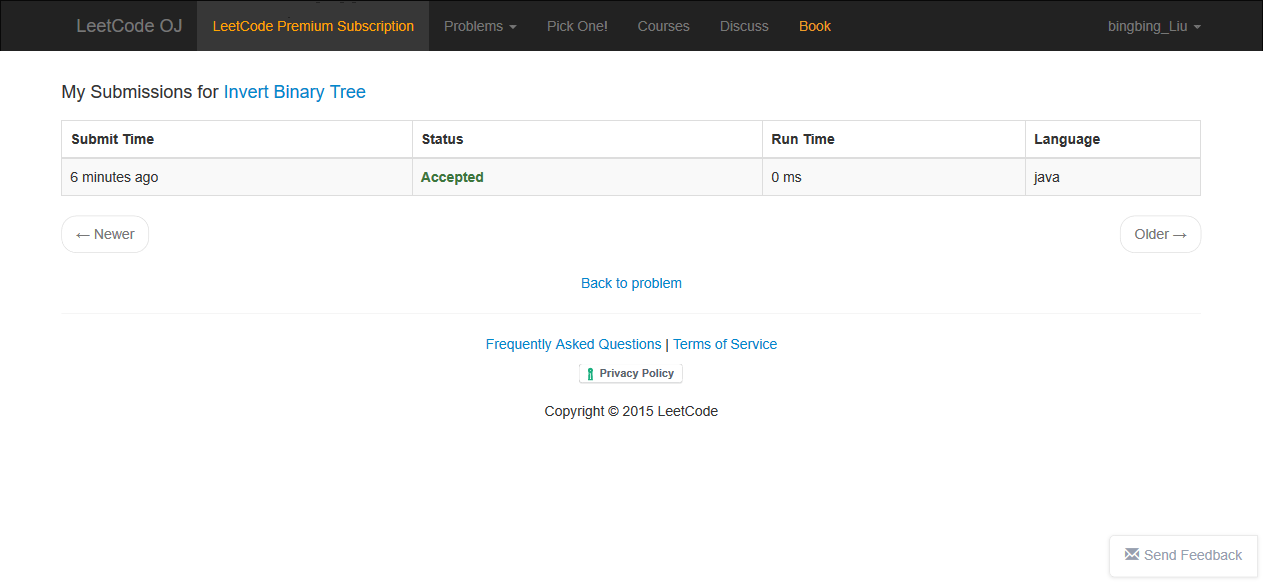 LeetCode OJ LeetCode Premium Subscription Problems Pick One! Courses Discuss Book bingbing_Liu
My Submissions for Invert Binary Tree
Submit Time Status Run Time Language
6 minutes ago Accepted 0 ms java
← Newer Older →
Back to problem
Frequently Asked Questions | Terms of Service
Privacy Policy
Copyright © 2015 LeetCode
Send Feedback